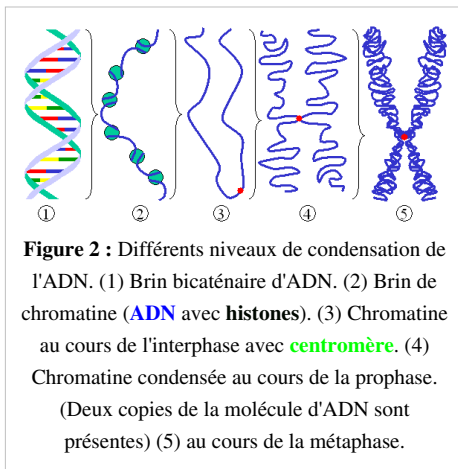 ① ② ③ ④ ⑤
Figure 2 : Différents niveaux de condensation de
l'ADN. (1) Brin bicaténaire d'ADN. (2) Brin de
chromatine (ADN avec histones). (3) Chromatine
au cours de l'interphase avec centromère. (4)
Chromatine condensée au cours de la prophase.
(Deux copies de la molécule d'ADN sont
présentes) (5) au cours de la métaphase.